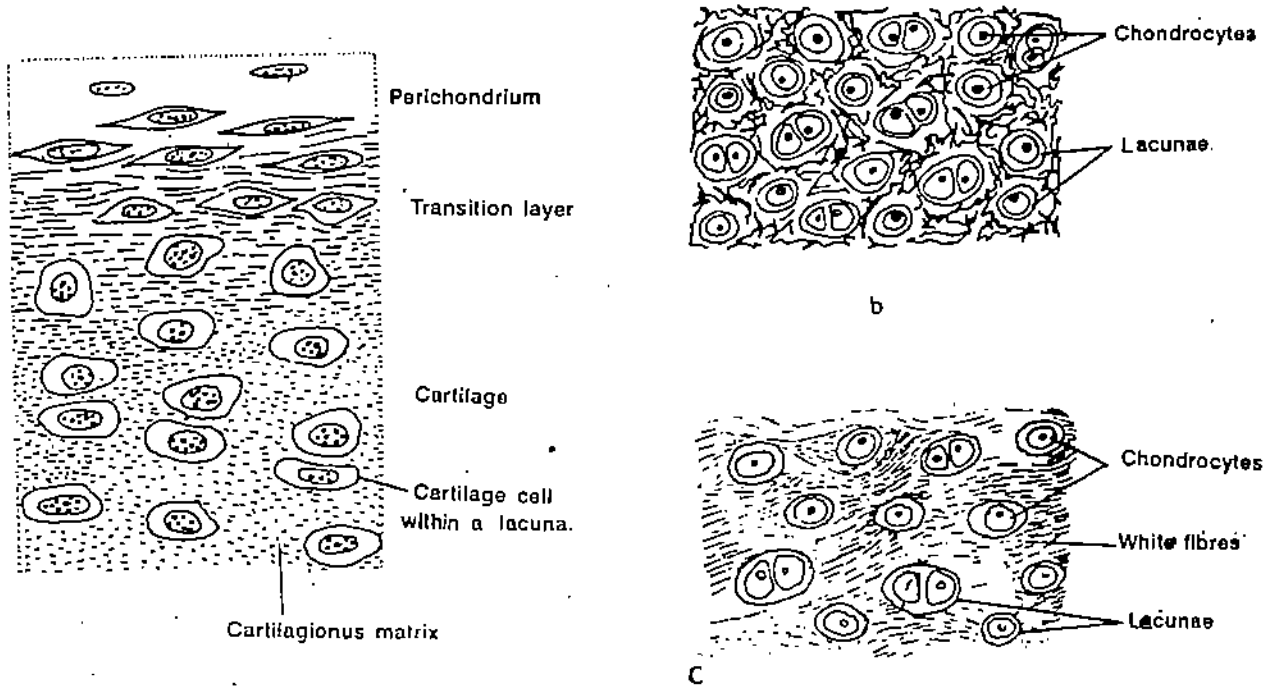 Perichondrium
Transition layer
Cartilage
Cartilage cell
within a lacuna.
Cartilagionus matrix
Chondrocytes
Lacunae.
b
Chondrocytes
White fibres
Lacunae
C